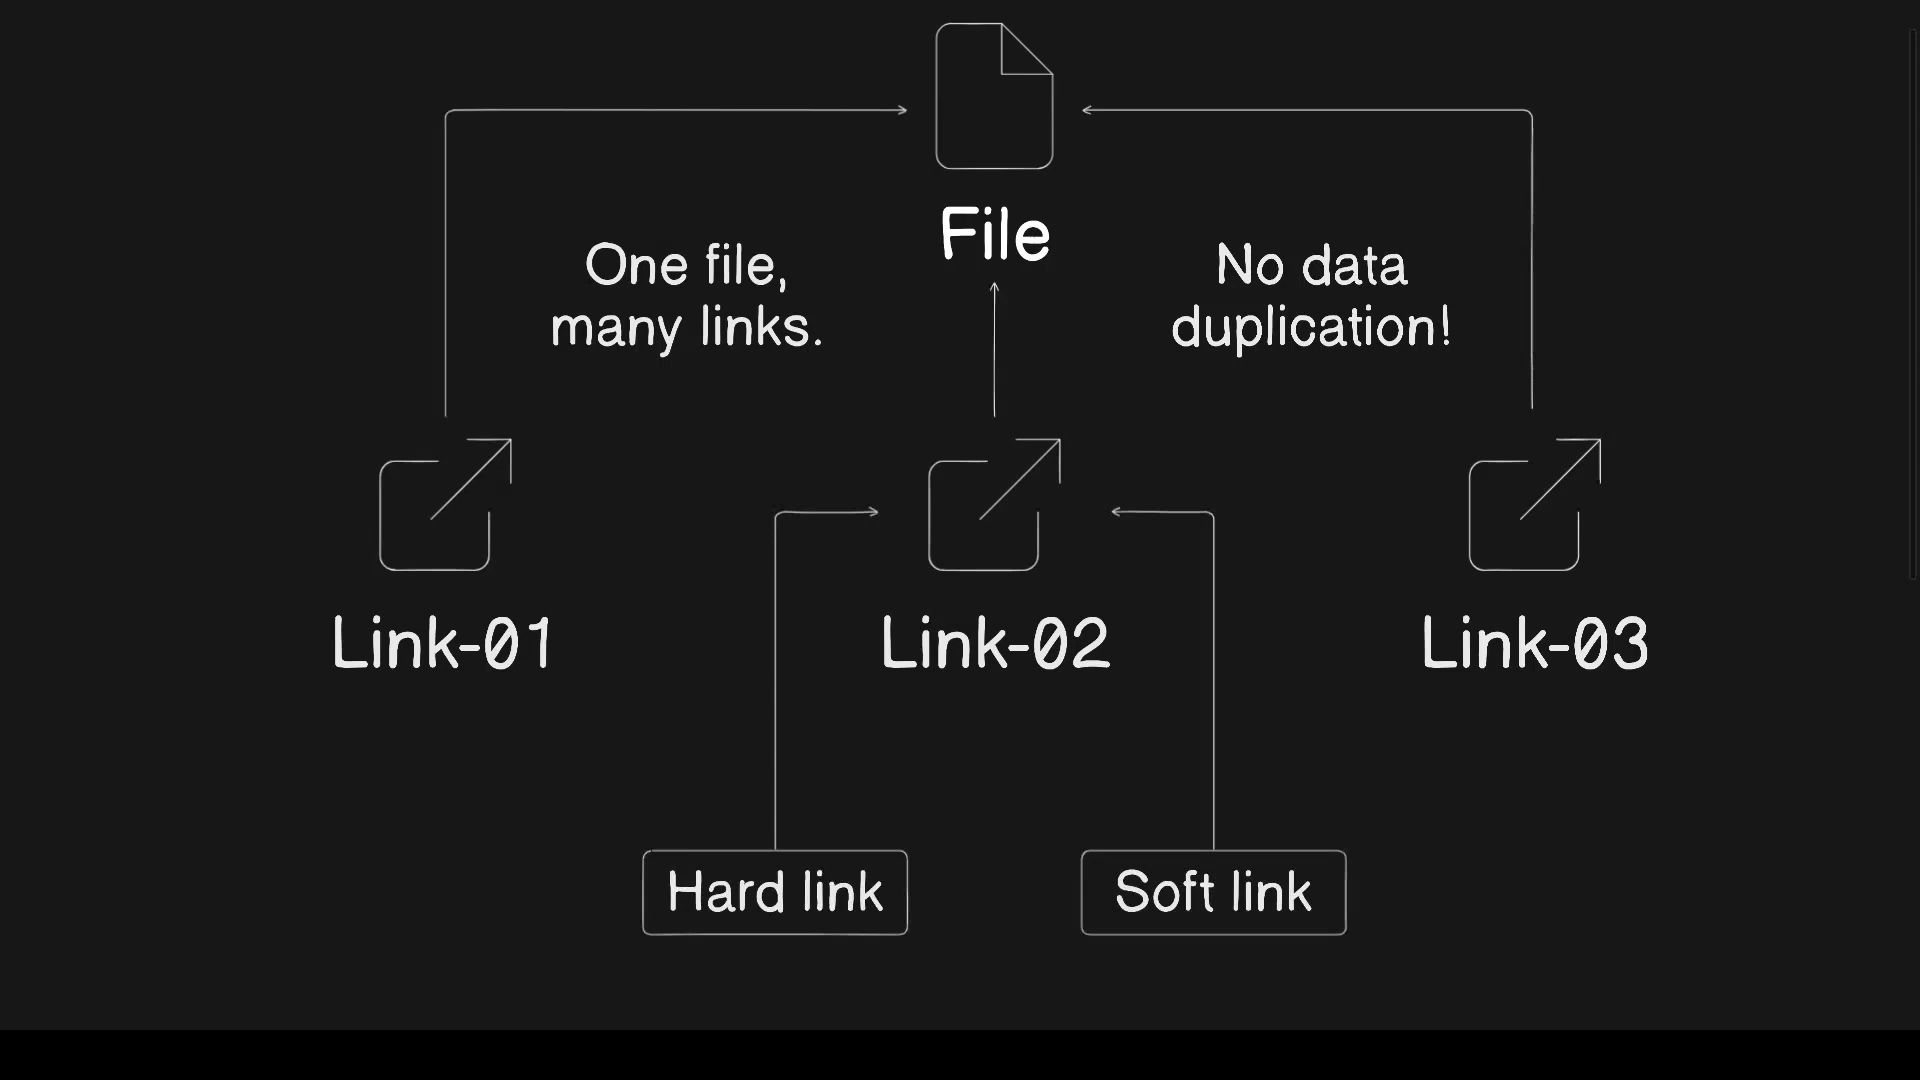 File
One file,
many links.
No data
duplication!
Link-01
Link-02
Link-03
Hard link
Soft link